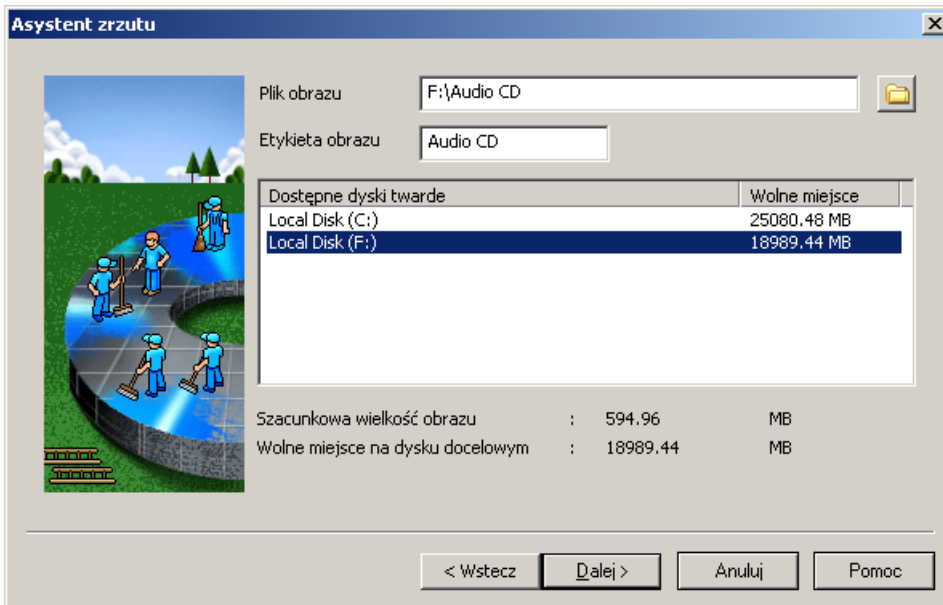 Asystent zrzutu
Plik obrazu F:\Audio CD
Etykieta obrazu Audio CD
Dostępne dyski twarde Wolne miejsce
Local Disk (C:) 25080.48 MB
Local Disk (F:) 18989.44 MB
Szacunkowa wielkość obrazu : 594.96 MB
Wolne miejsce na dysku docelowym : 18989.44 MB
< Wstecz Dalej > Anuluj Pomoc